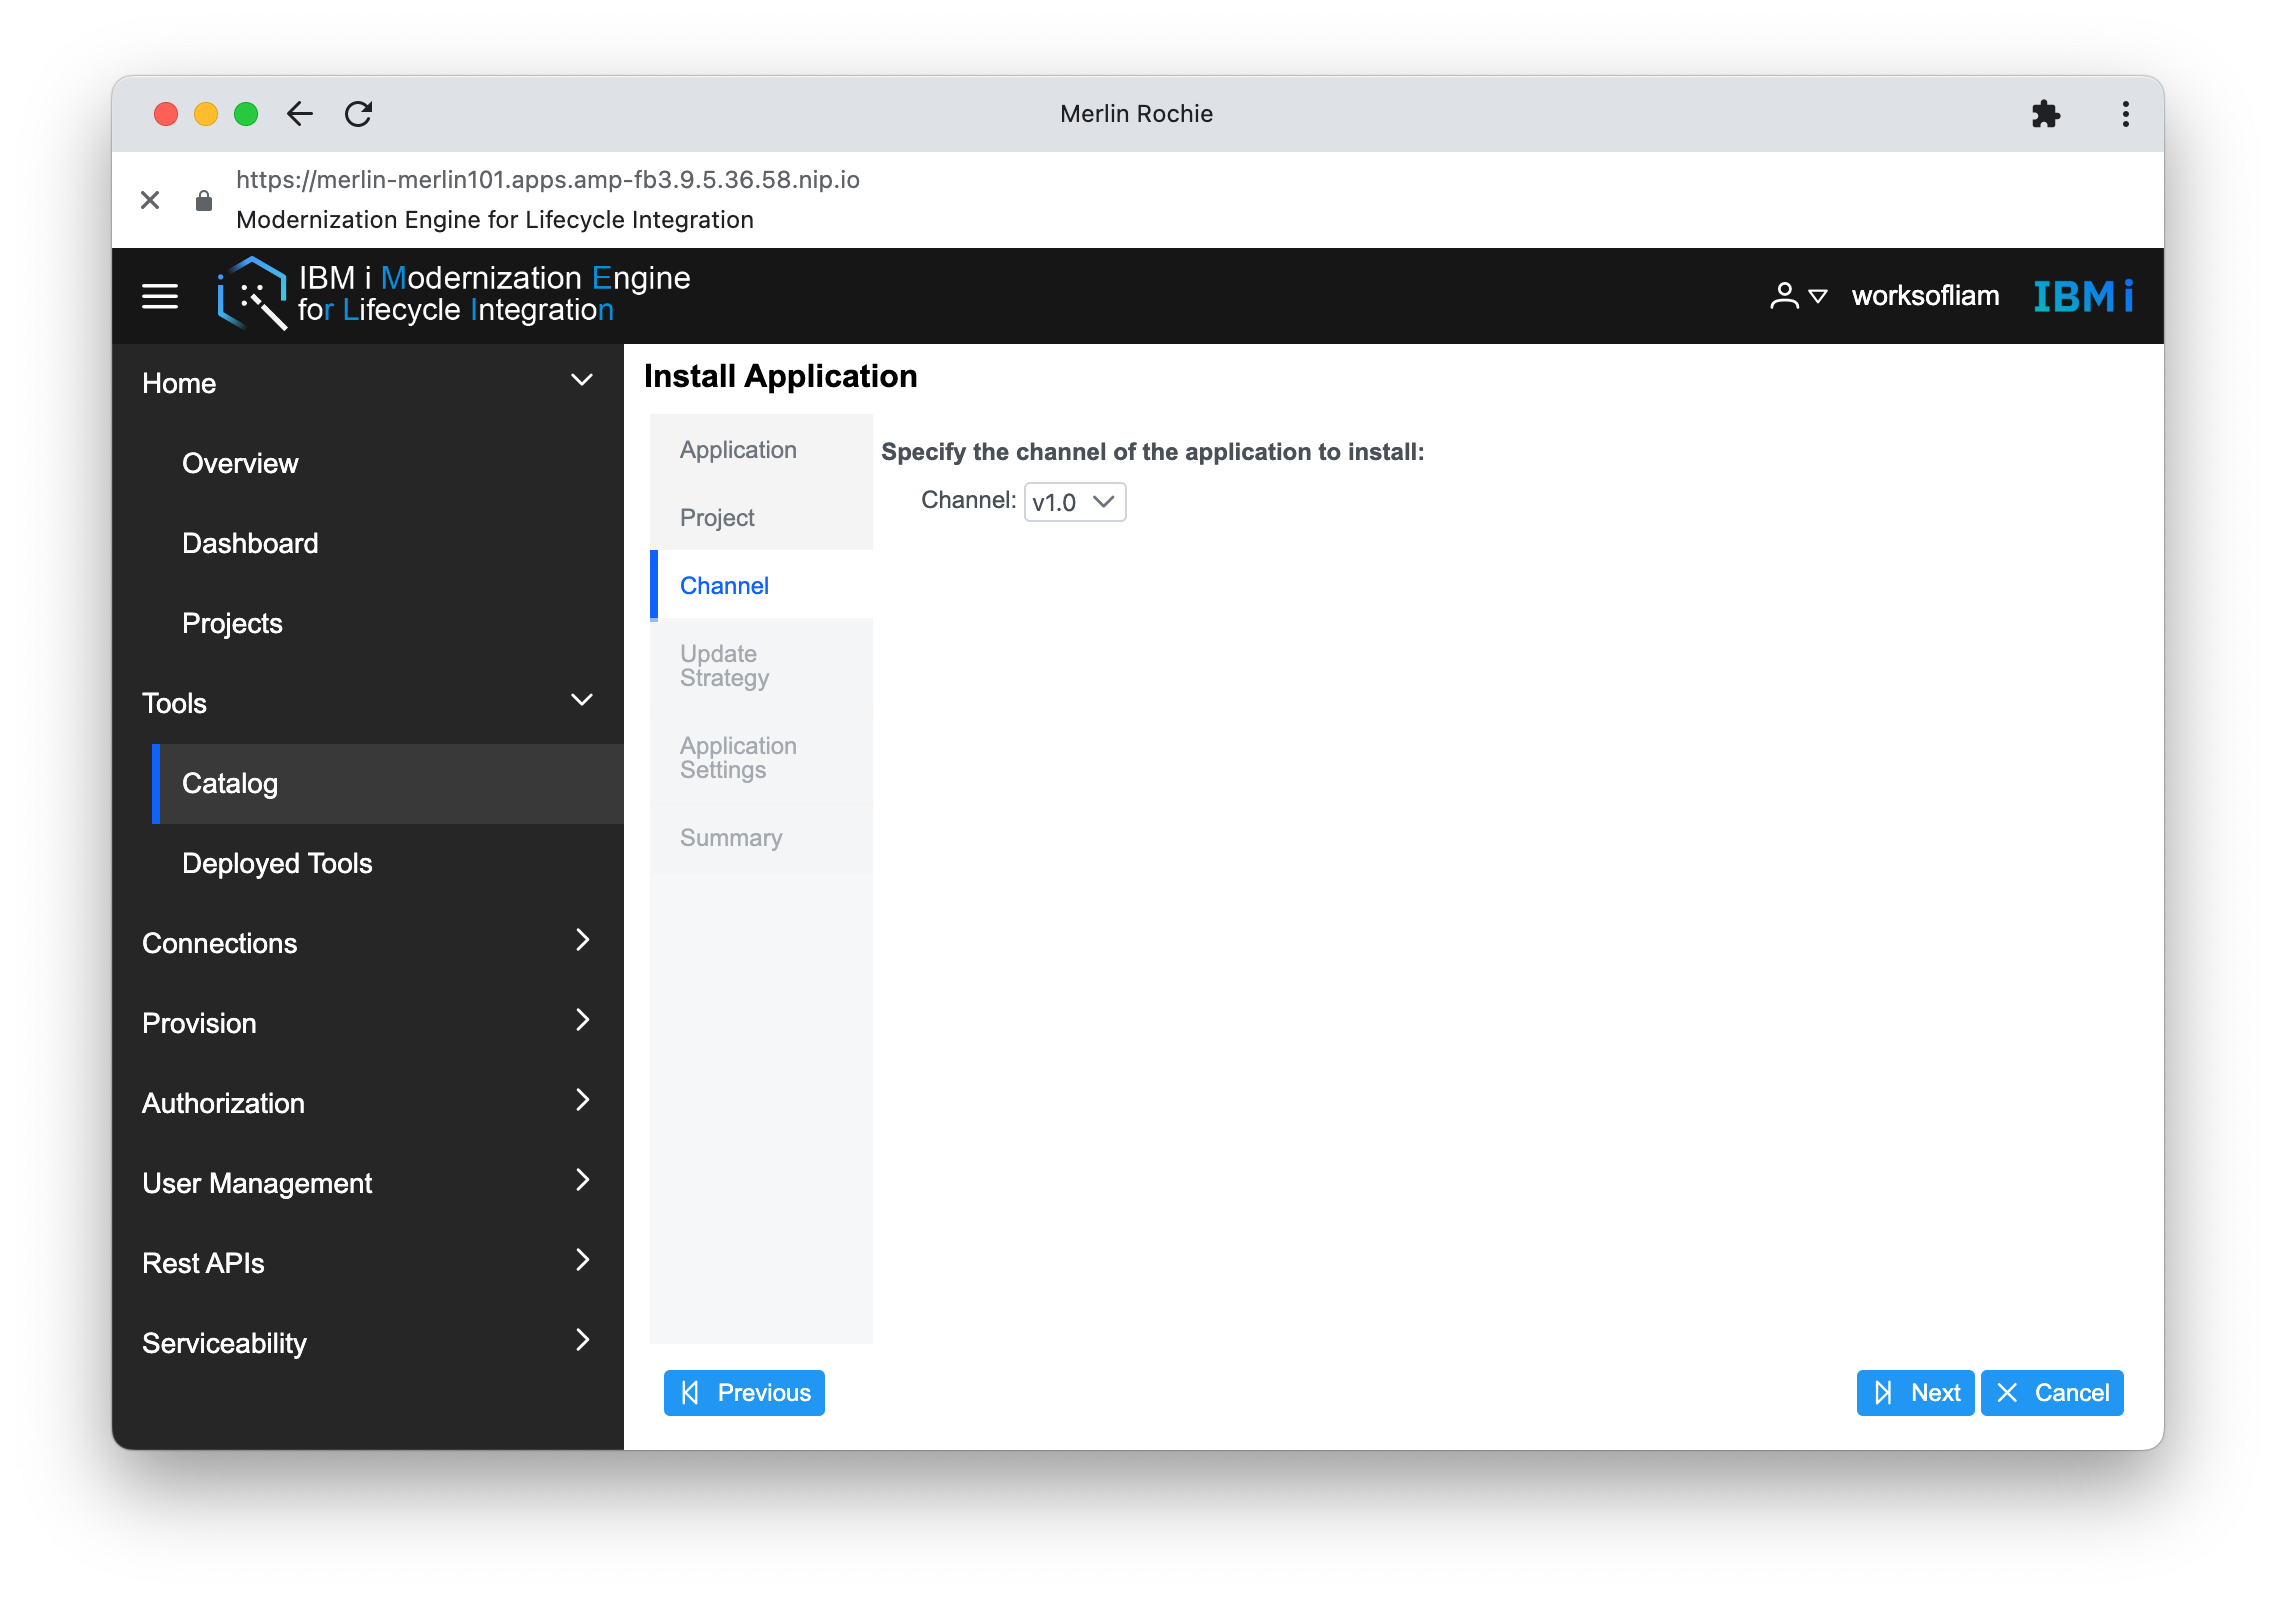 Merlin Rochie
https://merlin-merlin101.apps.amp-fb3.9.5.36.58.nip.io
Modernization Engine for Lifecycle Integration
IBM i Modernization Engine
for Lifecycle Integration
worksofliam
IBM i
Home
Overview
Dashboard
Projects
Tools
Catalog
Deployed Tools
Connections
Provision
Authorization
User Management
Rest APIs
Serviceability
Install Application
Application
Project
Channel
Update
Strategy
Application
Settings
Summary
Specify the channel of the application to install:
Channel: v1.0
Previous
Next
Cancel